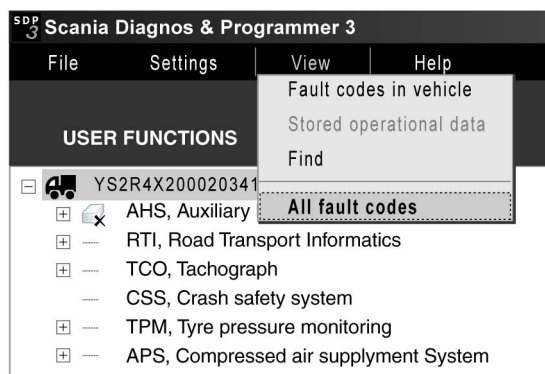 SDP3 Scania Diagnos & Programmer 3
File Settings View Help
Fault codes in vehicle
Stored operational data
Find
All fault codes
USER FUNCTIONS
YS2R4X200020341
AHS, Auxiliary
RTI, Road Transport Informatics
TCO, Tachograph
CSS, Crash safety system
TPM, Tyre pressure monitoring
APS, Compressed air supplyment System